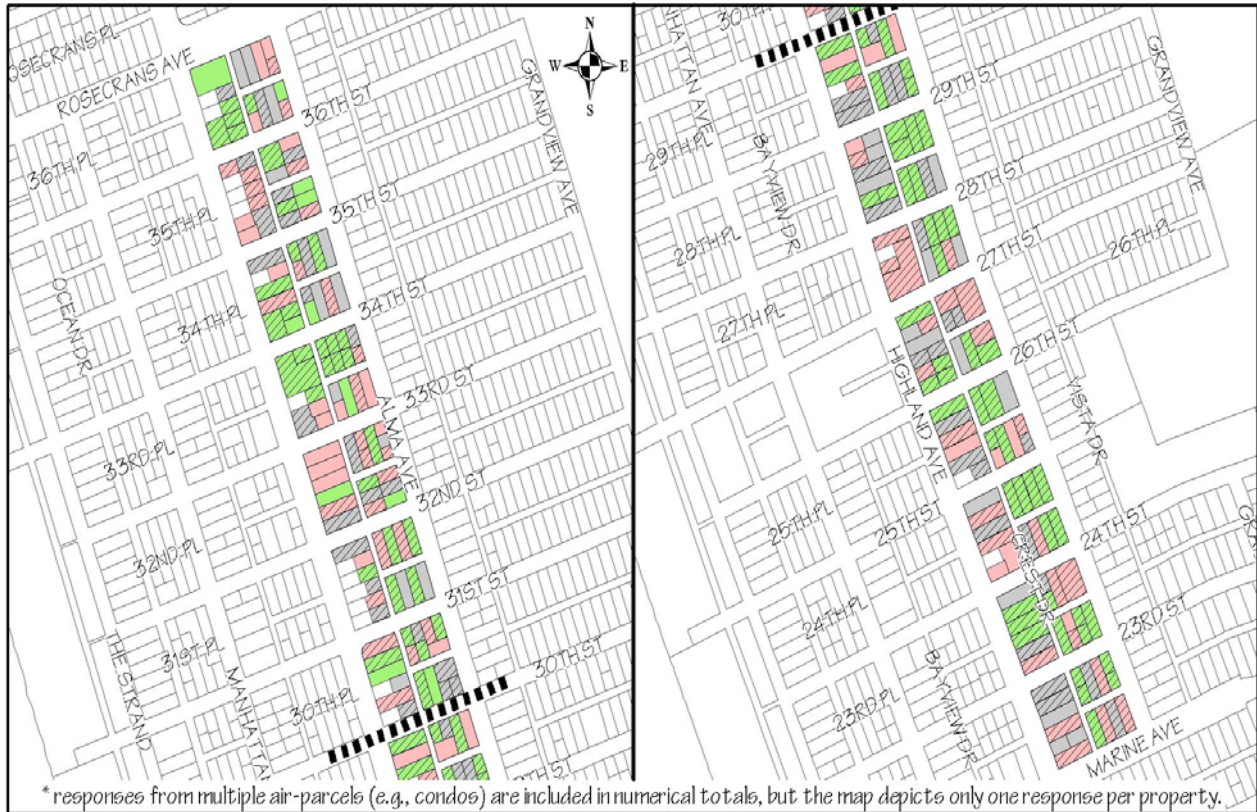 ROSECRANS PL
ROSECRANS AVE
N
W E
S
36TH ST
36TH PL
GRANDVIEW AVE
35TH PL
35TH ST
OCEAN DR
34TH PL
34TH ST
33RD ST
ALMA AVE
33RD PL
32ND ST
32ND PL
31ST ST
31ST PL
THE STRAND
MANHATTA
30TH PL
30TH ST
30TH
HATTAN AVE
GRANDVIEW AVE
29TH ST
29TH PL
BAYVIEW DR
28TH ST
28TH PL
27TH ST
26TH PL
27TH PL
26TH ST
HIGHLAND AVE
VISTA DR
25TH PL
25TH ST
24TH ST
CREST DR
24TH PL
23RD ST
BAYVIEW DR
23RD PL
MARINE AVE
* responses from multiple air-parcels (e.g., condos) are included in numerical totals, but the map depicts only one response per property.